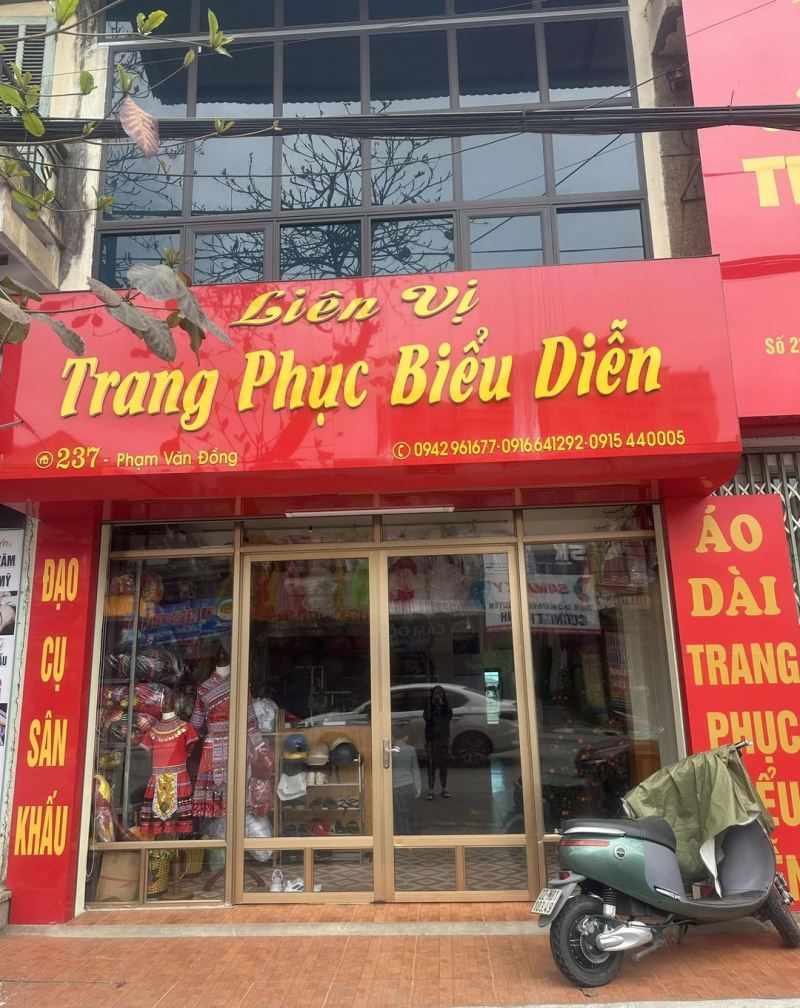 Liên Vị
Trang Phục Biểu Diễn
237 - Phạm Văn Đồng
0942 961677-0916.641292-0915 440005
ĐẠO
CỤ
SÂN
KHẤU
ÁO
DÀI
TRANG
PHỤC
Số 2